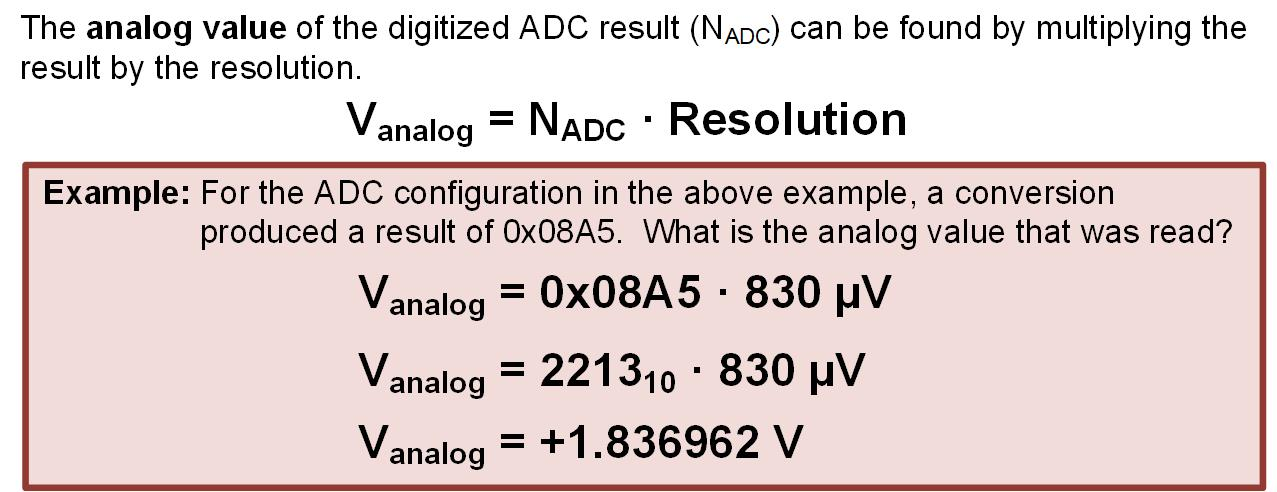 The analog value of the digitized ADC result (NADC) can be found by multiplying the
result by the resolution.
Vanalog = NADC · Resolution
Example: For the ADC configuration in the above example, a conversion
produced a result of 0x08A5. What is the analog value that was read?
Vanalog = 0x08A5 · 830 µV
Vanalog = 221310 · 830 µV
Vanalog = +1.836962 V